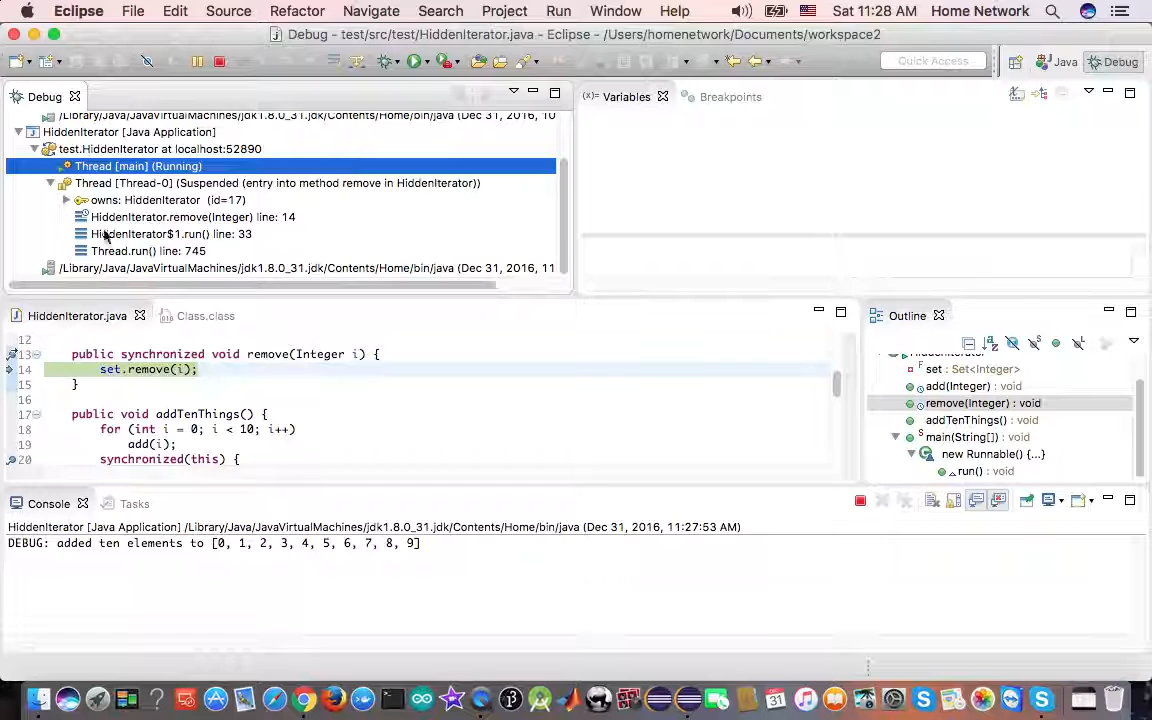 Eclipse File Edit Source Refactor Navigate Search Project Run Window Help Sat 11:28 AM Home Network
Debug - test/src/test/HiddenIterator.java - Eclipse - /Users/homenetwork/Documents/workspace2
Quick Access Java Debug
Debug
/Library/Java/JavaVirtualMachines/jdk1.8.0_31.jdk/Contents/Home/bin/java (Dec 31, 2016, 10
HiddenIterator [Java Application]
test.HiddenIterator at localhost:52890
Thread [main] (Running)
Thread [Thread-0] (Suspended (entry into method remove in HiddenIterator))
owns: HiddenIterator (id=17)
HiddenIterator.remove(Integer) line: 14
HiddenIterator$1.run() line: 33
Thread.run() line: 745
/Library/Java/JavaVirtualMachines/jdk1.8.0_31.jdk/Contents/Home/bin/java (Dec 31, 2016, 11
(x)= Variables Breakpoints
HiddenIterator.java Class.class
12
13 public synchronized void remove(Integer i) {
14 set.remove(i);
15 }
16
17 public void addTenThings() {
18 for (int i = 0; i < 10; i++)
19 add(i);
20 synchronized(this) {
Outline
set : Set<Integer>
add(Integer) : void
remove(Integer) : void
addTenThings() : void
main(String[]) : void
new Runnable() {...}
run() : void
Console Tasks
HiddenIterator [Java Application] /Library/Java/JavaVirtualMachines/jdk1.8.0_31.jdk/Contents/Home/bin/java (Dec 31, 2016, 11:27:53 AM)
DEBUG: added ten elements to [0, 1, 2, 3, 4, 5, 6, 7, 8, 9]